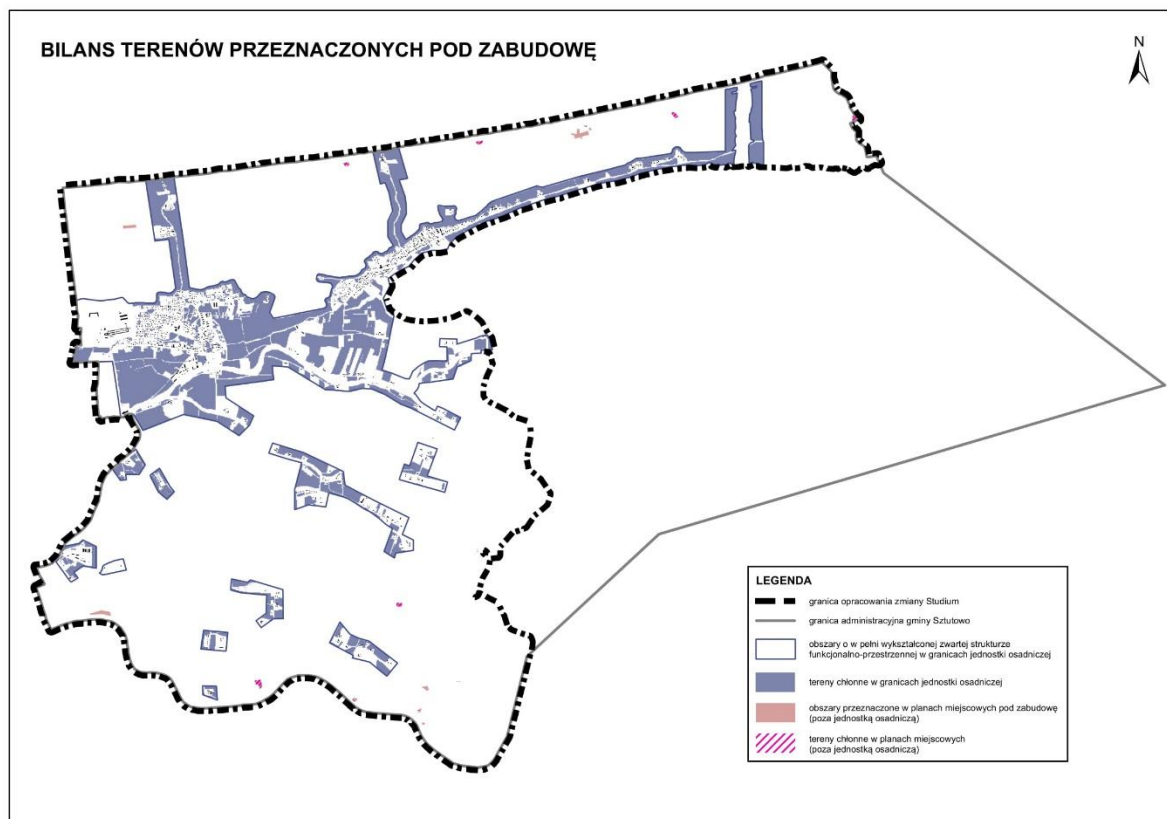 BILANS TERENÓW PRZEZNACZONYCH POD ZABUDOWĘ
N
LEGENDA
granica opracowania zmiany Studium
granica administracyjna gminy Sztutowo
obszary o w pełni wykształconej zwartej strukturze
funkcjonalno-przestrzennej w granicach jednostki osadniczej
tereny chłonne w granicach jednostki osadniczej
obszary przeznaczone w planach miejscowych pod zabudowę
(poza jednostką osadniczą)
tereny chłonne w planach miejscowych
(poza jednostką osadniczą)